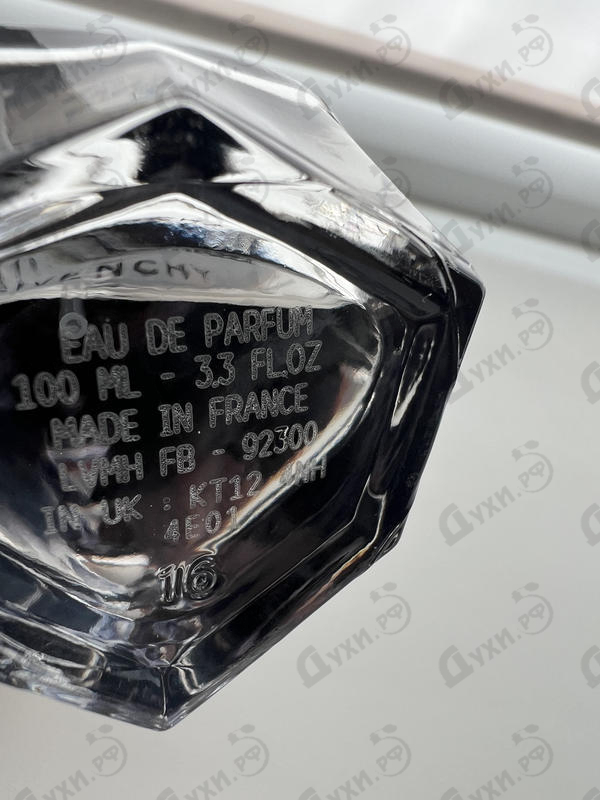 GIVENCHY
EAU DE PARFUM
100 ML - 3.3 FL.OZ
MADE IN FRANCE
LVMH FB - 92300
IN UK : KT12 4NH
4E01
116
Духи.РФ